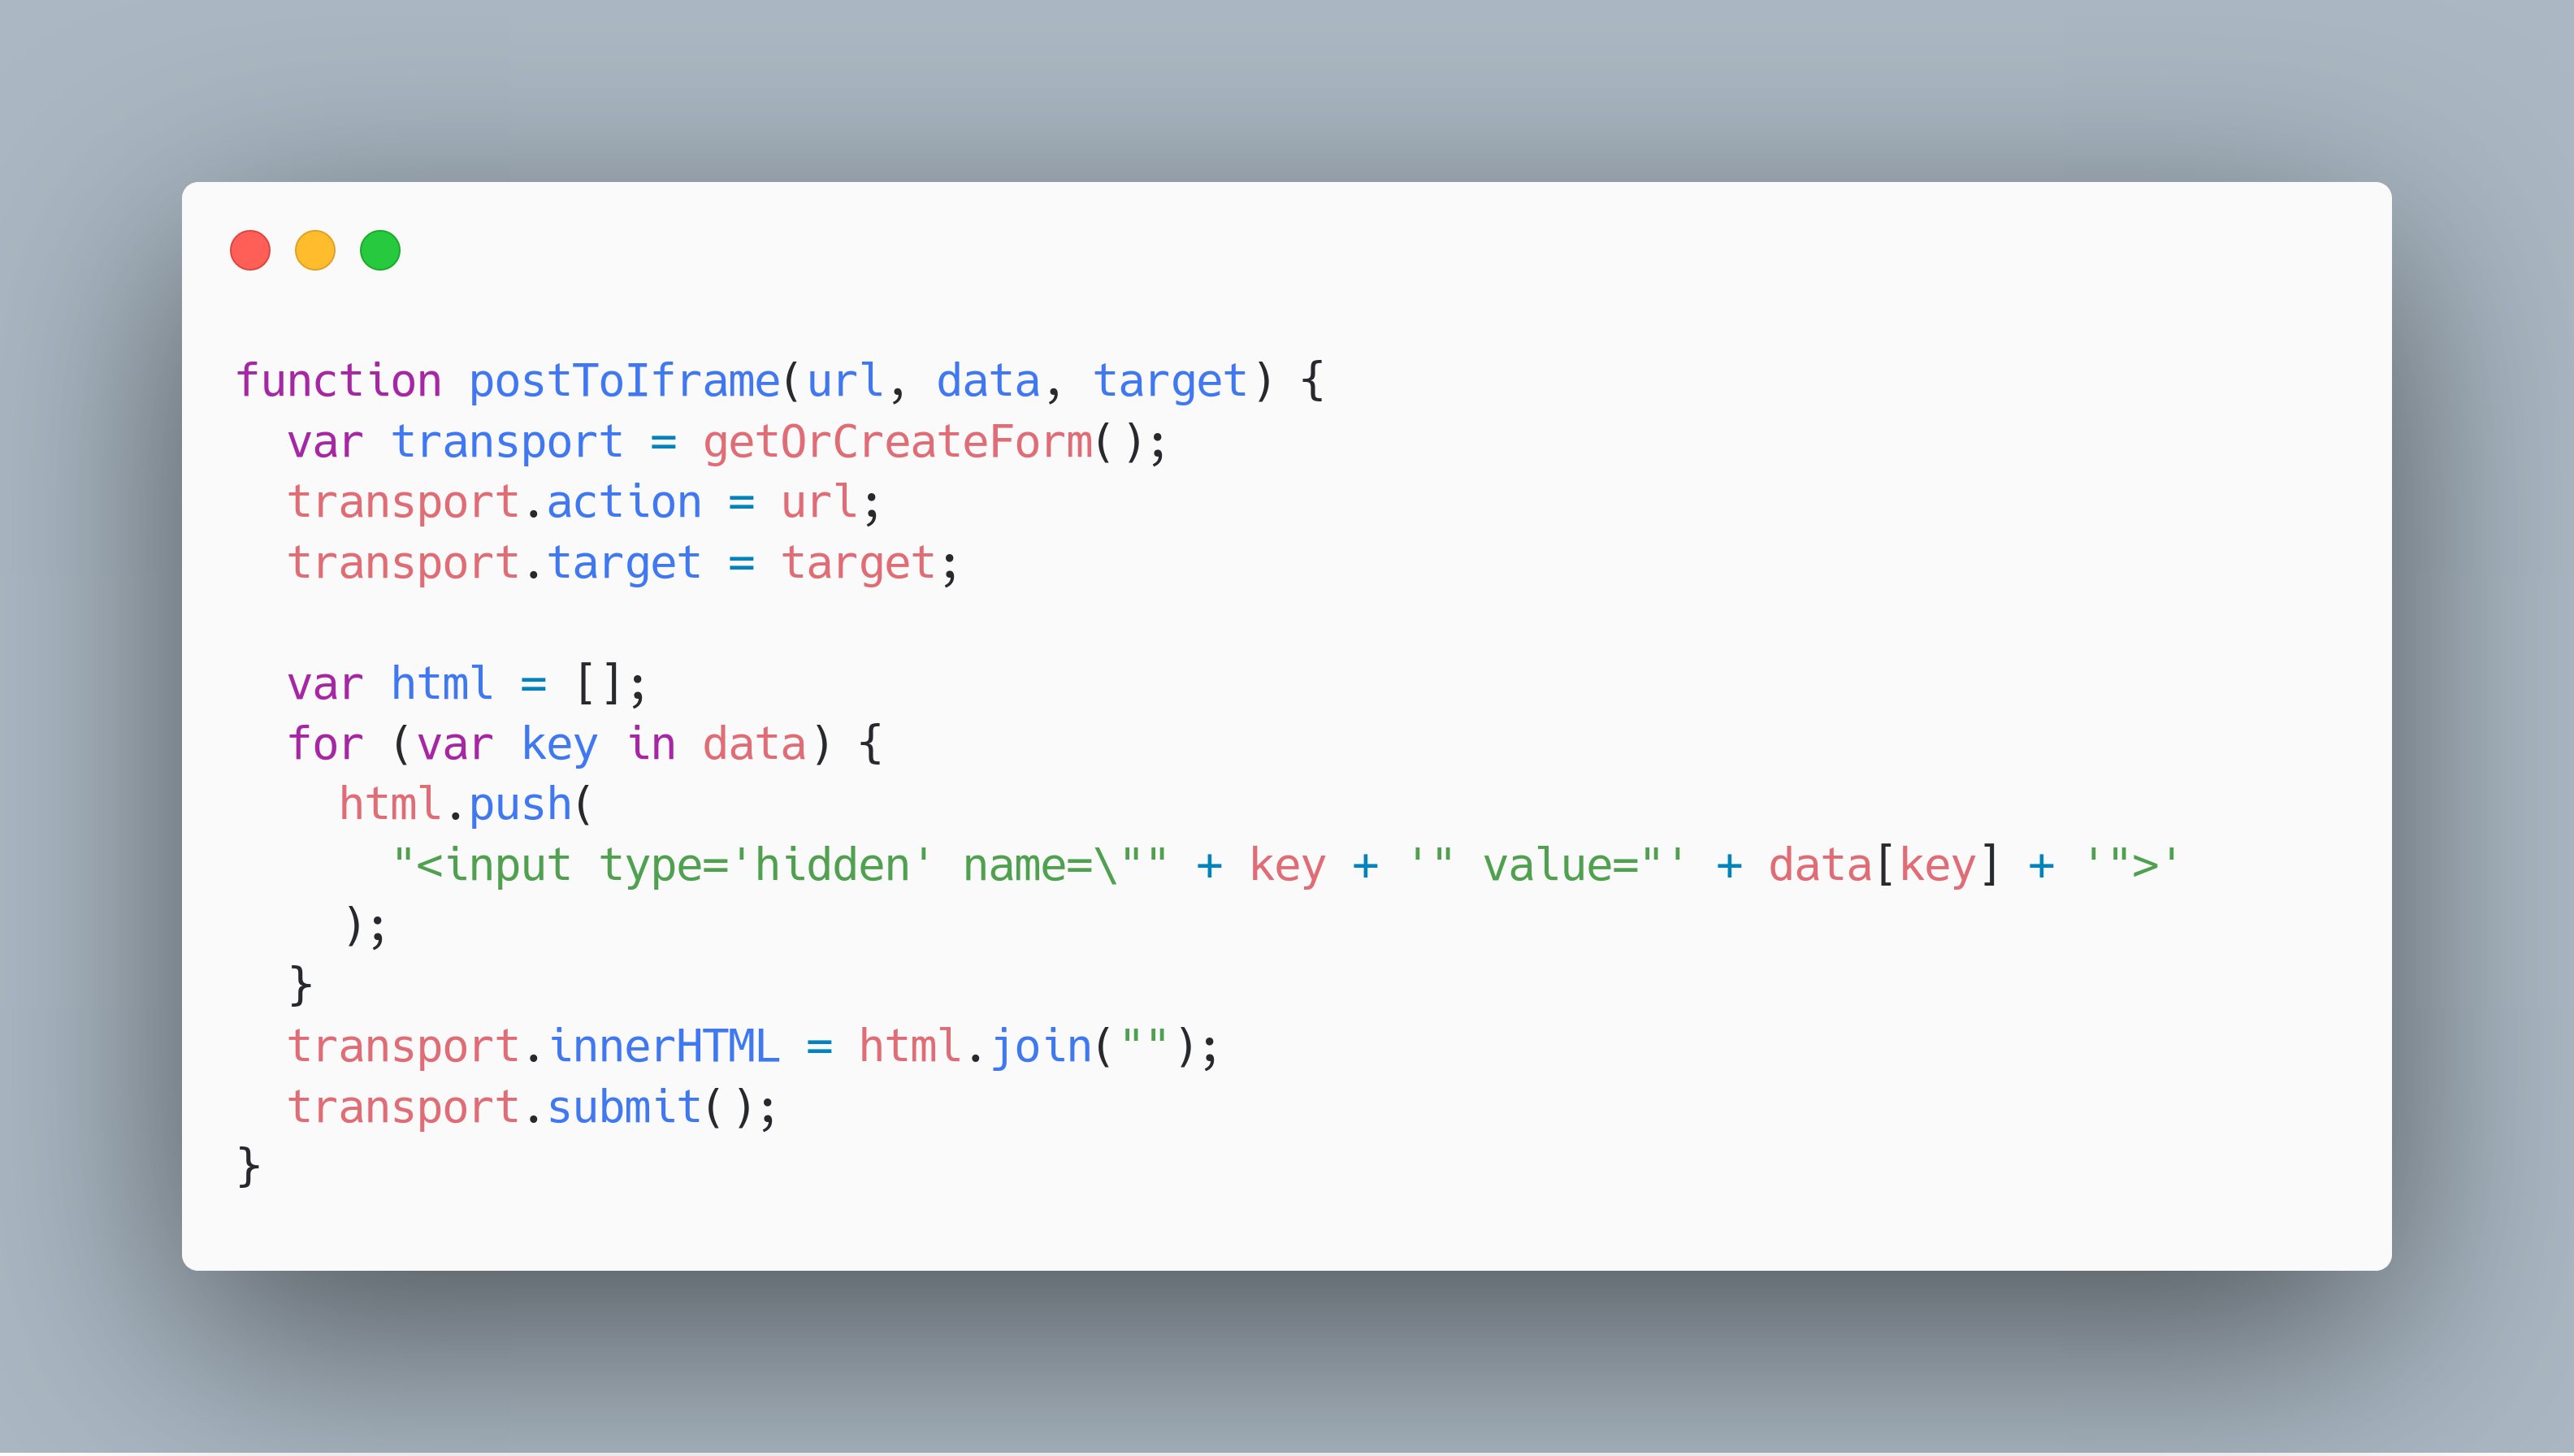 function postToIframe(url, data, target) {
  var transport = getOrCreateForm();
  transport.action = url;
  transport.target = target;

  var html = [];
  for (var key in data) {
    html.push(
      "<input type='hidden' name=\"" + key + '" value="' + data[key] + '">'
    );
  }
  transport.innerHTML = html.join("");
  transport.submit();
}